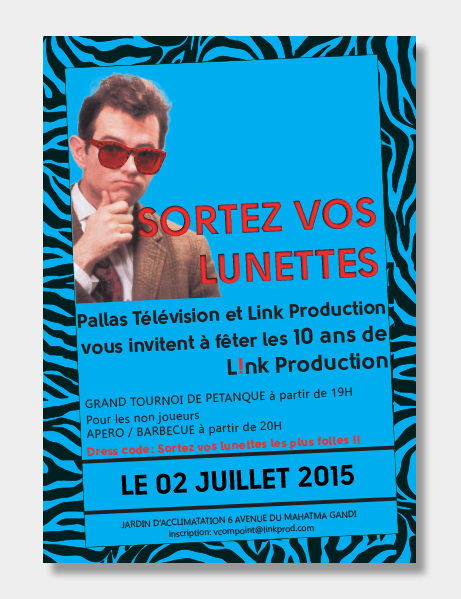 SORTEZ VOS
LUNETTES
Pallas Télévision et Link Production
vous invitent à fêter les 10 ans de
L!nk Production
GRAND TOURNOI DE PETANQUE à partir de 19H
Pour les non joueurs
APERO / BARBECUE à partir de 20H
Dress code: Sortez vos lunettes les plus folles !!
LE 02 JUILLET 2015
JARDIN D'ACCLIMATATION 6 AVENUE DU MAHATMA GANDI
inscription: vcompoint@linkprod.com